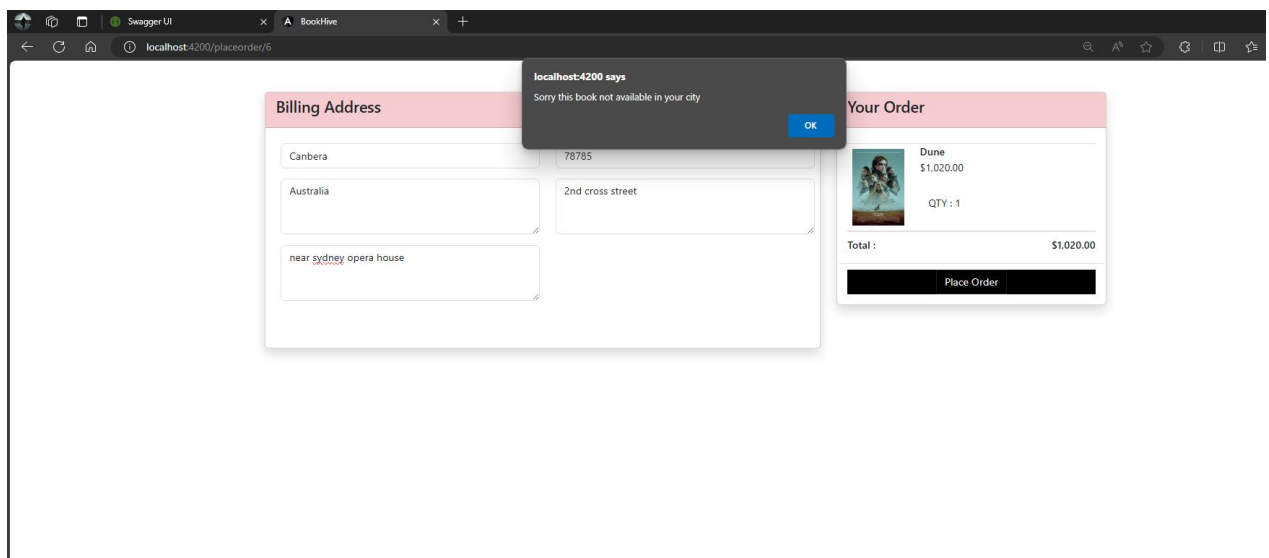 Swagger UI
BookHive
localhost:4200/placeorder/6
localhost:4200 says
Sorry this book not available in your city
OK
Billing Address
Canbera
78785
Australia
2nd cross street
near sydney opera house
Your Order
Dune
$1,020.00
QTY : 1
Total :
$1,020.00
Place Order